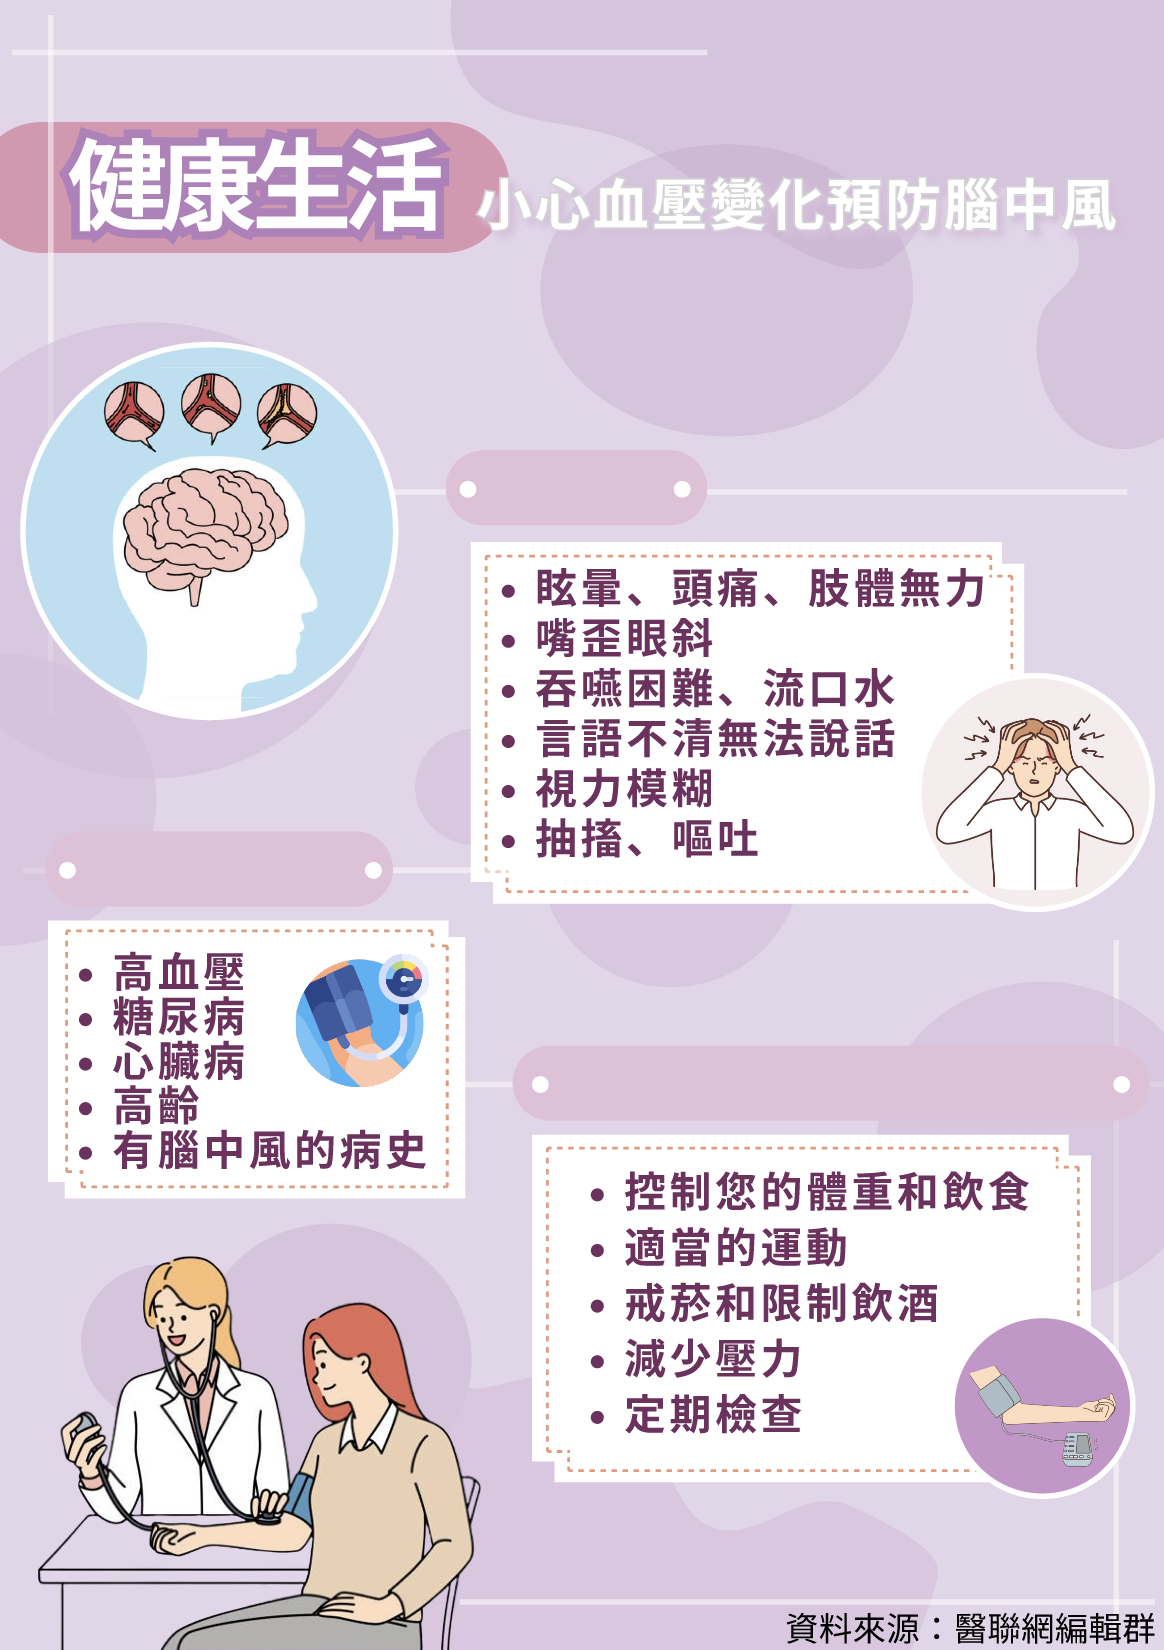 健康生活
小心血壓變化預防腦中風
• 眩暈、頭痛、肢體無力
• 嘴歪眼斜
• 吞嚥困難、流口水
• 言語不清無法說話
• 視力模糊
• 抽搐、嘔吐
• 高血壓
• 糖尿病
• 心臟病
• 高齡
• 有腦中風的病史
• 控制您的體重和飲食
• 適當的運動
• 戒菸和限制飲酒
• 減少壓力
• 定期檢查
資料來源：醫聯網編輯群